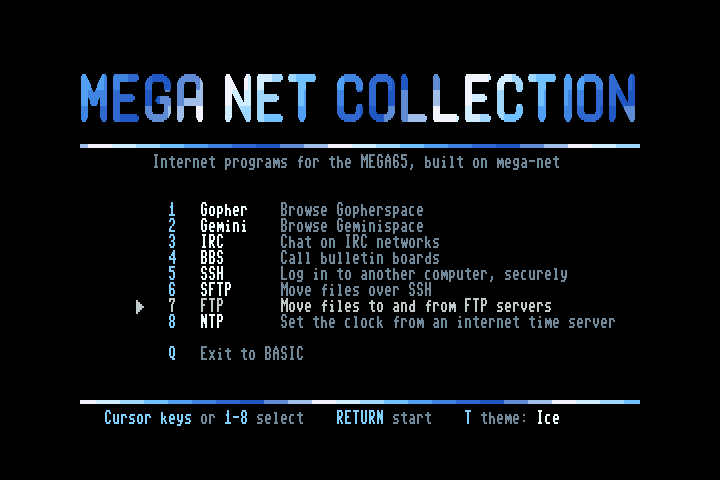 MEGA NET COLLECTION
Internet programs for the MEGA65, built on mega-net
1 Gopher Browse Gopherspace
2 Gemini Browse Geminispace
3 IRC Chat on IRC networks
4 BBS Call bulletin boards
5 SSH Log in to another computer, securely
6 SFTP Move files over SSH
7 FTP Move files to and from FTP servers
8 NTP Set the clock from an internet time server
Q Exit to BASIC
Cursor keys or 1-8 select RETURN start T theme: Ice